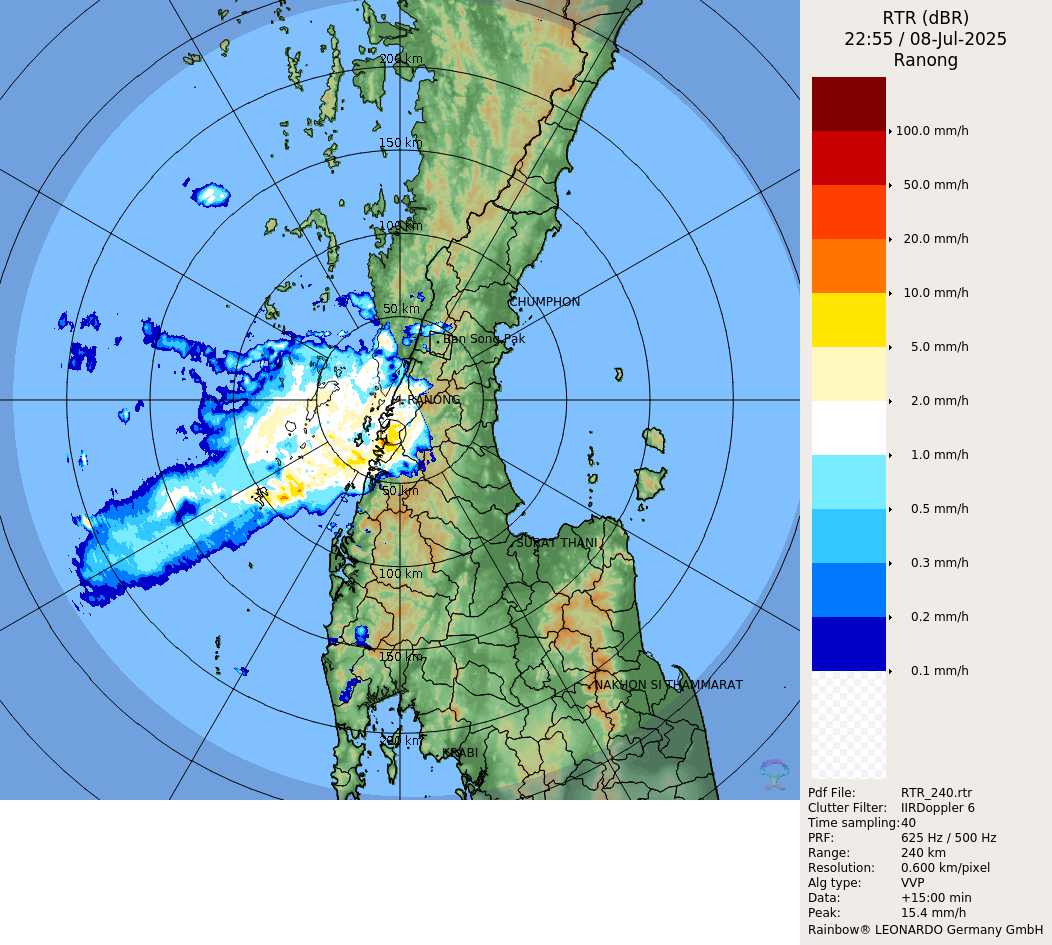 RTR (dBR)
22:55 / 08-Jul-2025
Ranong
200 km
150 km
100 km
50 km
CHUMPHON
Ban Song Pak
RANONG
50 km
SURAT THANI
100 km
150 km
NAKHON SI THAMMARAT
200 km
KRABI
100.0 mm/h
50.0 mm/h
20.0 mm/h
10.0 mm/h
5.0 mm/h
2.0 mm/h
1.0 mm/h
0.5 mm/h
0.3 mm/h
0.2 mm/h
0.1 mm/h
Pdf File: RTR_240.rtr
Clutter Filter: IIRDoppler 6
Time sampling:40
PRF: 625 Hz / 500 Hz
Range: 240 km
Resolution: 0.600 km/pixel
Alg type: VVP
Data: +15:00 min
Peak: 15.4 mm/h
Rainbow® LEONARDO Germany GmbH